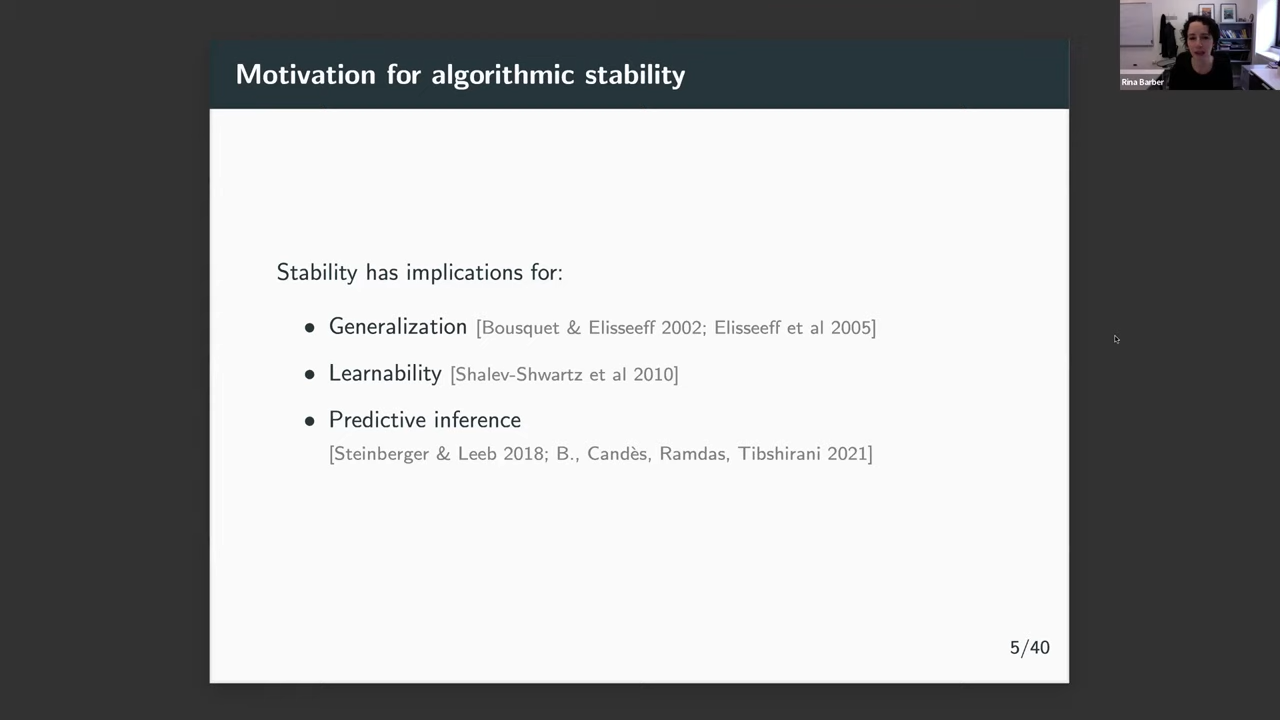 Motivation for algorithmic stability
Rina Barber
Stability has implications for:
• Generalization [Bousquet & Elisseeff 2002; Elisseeff et al 2005]
• Learnability [Shalev-Shwartz et al 2010]
• Predictive inference
[Steinberger & Leeb 2018; B., Candès, Ramdas, Tibshirani 2021]
5/40